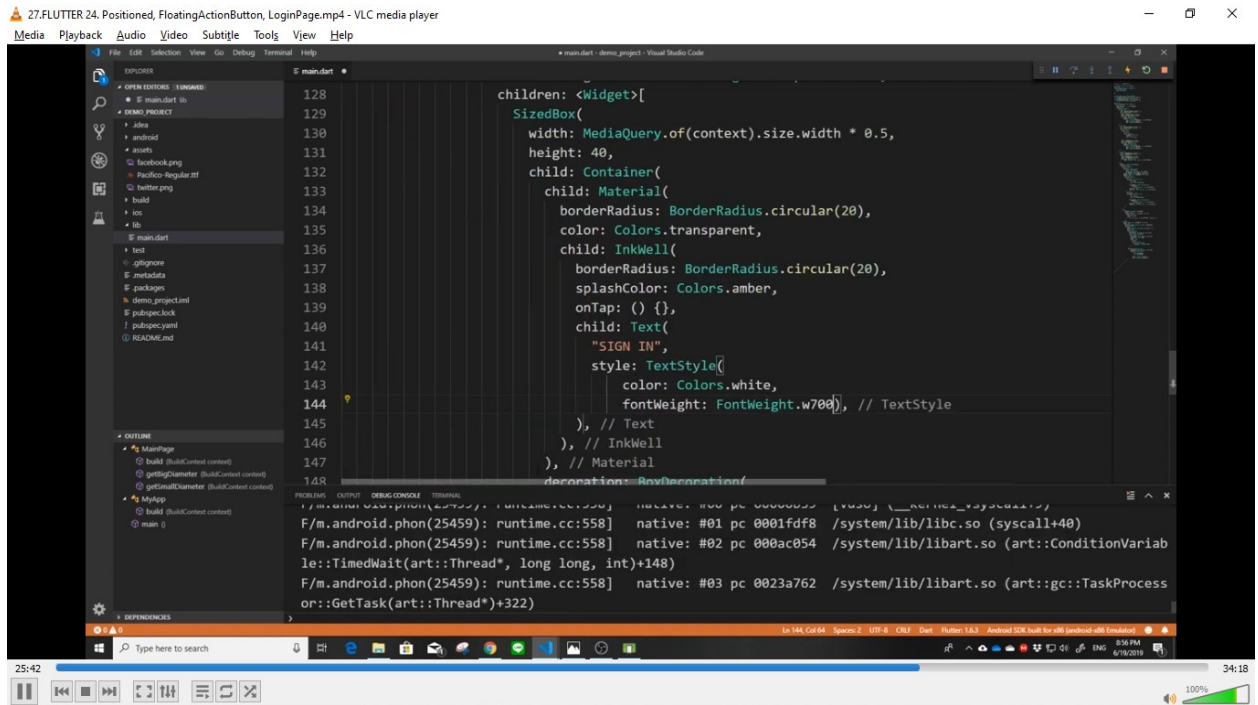 27.FLUTTER 24. Positioned, FloatingActionButton, LoginPage.mp4 - VLC media player
Media Playback Audio Video Subtitle Tools View Help
File Edit Selection View Go Debug Terminal Help
● main.dart - demo_project - Visual Studio Code
EXPLORER
OPEN EDITORS 1 UNSAVED
main.dart lib
DEMO_PROJECT
.idea
android
assets
facebook.png
Pacifico-Regular.ttf
twitter.png
build
ios
lib
main.dart
test
.gitignore
.metadata
.packages
demo_project.iml
pubspec.lock
pubspec.yaml
README.md
OUTLINE
MainPage
build (BuildContext context)
getBigDiameter (BuildContext context)
getSmallDiameter (BuildContext context)
MyApp
build (BuildContext context)
main ()
DEPENDENCIES
main.dart
128 children: <Widget>[
129 SizedBox(
130 width: MediaQuery.of(context).size.width * 0.5,
131 height: 40,
132 child: Container(
133 child: Material(
134 borderRadius: BorderRadius.circular(20),
135 color: Colors.transparent,
136 child: InkWell(
137 borderRadius: BorderRadius.circular(20),
138 splashColor: Colors.amber,
139 onTap: () {},
140 child: Text(
141 "SIGN IN",
142 style: TextStyle(
143 color: Colors.white,
144 fontWeight: FontWeight.w700), // TextStyle
145 ), // Text
146 ), // InkWell
147 ), // Material
148 decoration: BoxDecoration(
PROBLEMS OUTPUT DEBUG CONSOLE TERMINAL
F/m.android.phon(25459): runtime.cc:558] native: #01 pc 0001fdf8 /system/lib/libc.so (syscall+40)
F/m.android.phon(25459): runtime.cc:558] native: #02 pc 000ac054 /system/lib/libart.so (art::ConditionVariab
le::TimedWait(art::Thread*, long long, int)+148)
F/m.android.phon(25459): runtime.cc:558] native: #03 pc 0023a762 /system/lib/libart.so (art::gc::TaskProcess
or::GetTask(art::Thread*)+322)
0 0
Ln 144, Col 64 Spaces: 2 UTF-8 CRLF Dart Flutter: 1.6.3 Android SDK built for x86 (android-x86 Emulator)
Type here to search
ENG
8:56 PM
6/19/2019
25:42
34:18
100%